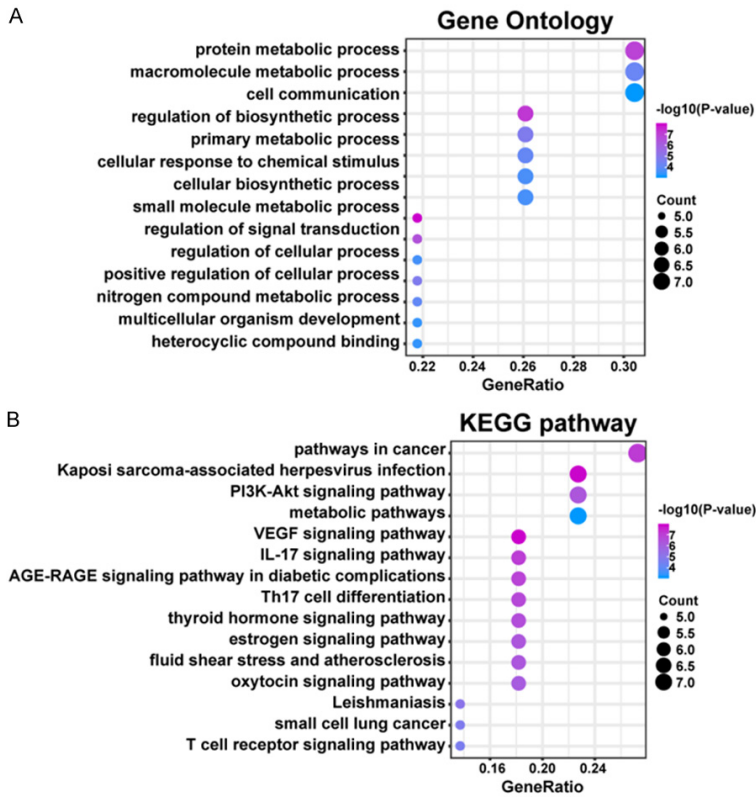 A
Gene Ontology
protein metabolic process
macromolecule metabolic process
cell communication
regulation of biosynthetic process
primary metabolic process
cellular response to chemical stimulus
cellular biosynthetic process
small molecule metabolic process
regulation of signal transduction
regulation of cellular process
positive regulation of cellular process
nitrogen compound metabolic process
multicellular organism development
heterocyclic compound binding
0.22 0.24 0.26 0.28 0.30
GeneRatio
-log10(P-value)
7
6
5
4
Count
5.0
5.5
6.0
6.5
7.0
B
KEGG pathway
pathways in cancer
Kaposi sarcoma-associated herpesvirus infection
PI3K-Akt signaling pathway
metabolic pathways
VEGF signaling pathway
IL-17 signaling pathway
AGE-RAGE signaling pathway in diabetic complications
Th17 cell differentiation
thyroid hormone signaling pathway
estrogen signaling pathway
fluid shear stress and atherosclerosis
oxytocin signaling pathway
Leishmaniasis
small cell lung cancer
T cell receptor signaling pathway
0.16 0.20 0.24
GeneRatio
-log10(P-value)
7
6
5
4
Count
5.0
5.5
6.0
6.5
7.0